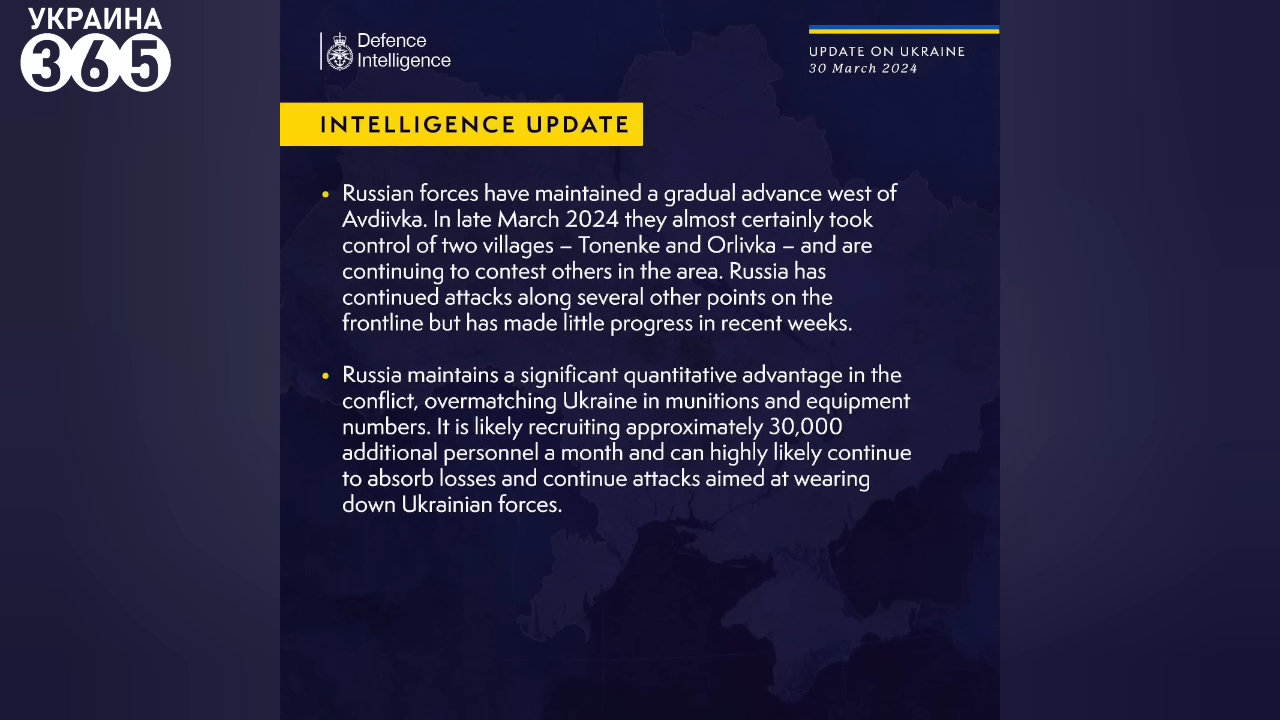 УКРАИНА
365
Defence
Intelligence
UPDATE ON UKRAINE
30 March 2024
INTELLIGENCE UPDATE
• Russian forces have maintained a gradual advance west of
Avdiivka. In late March 2024 they almost certainly took
control of two villages – Tonenke and Orlivka – and are
continuing to contest others in the area. Russia has
continued attacks along several other points on the
frontline but has made little progress in recent weeks.
• Russia maintains a significant quantitative advantage in the
conflict, overmatching Ukraine in munitions and equipment
numbers. It is likely recruiting approximately 30,000
additional personnel a month and can highly likely continue
to absorb losses and continue attacks aimed at wearing
down Ukrainian forces.